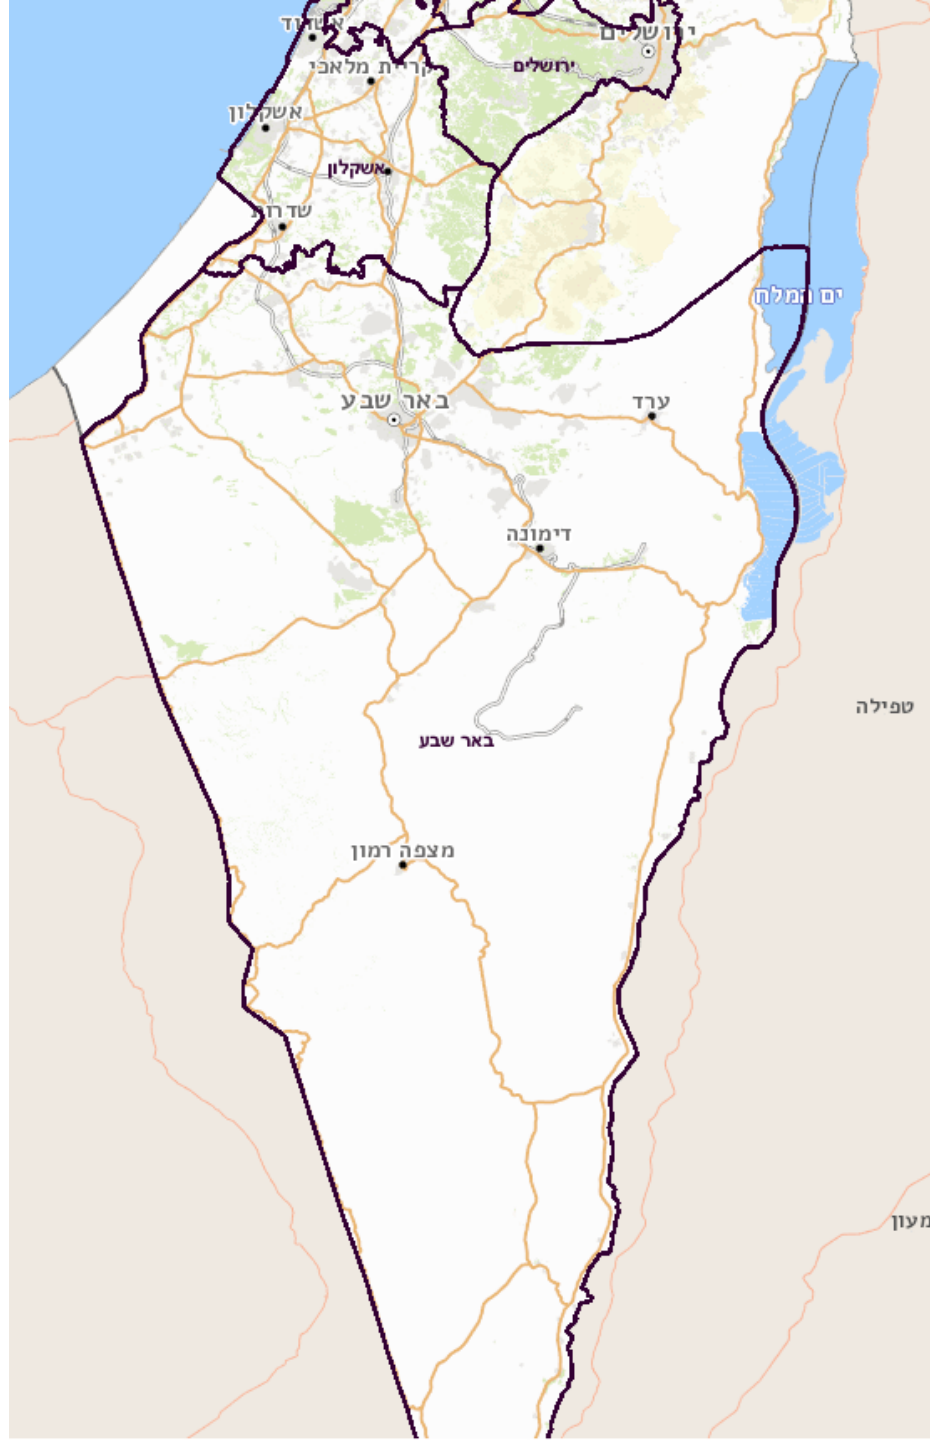 אשדוד
ירושלים
קריית מלאכי
ירושלים
אשקלון
אשקלון
שדרות
ים המלח
באר שבע
ערד
דימונה
טפילה
באר שבע
מצפה רמון
מעון